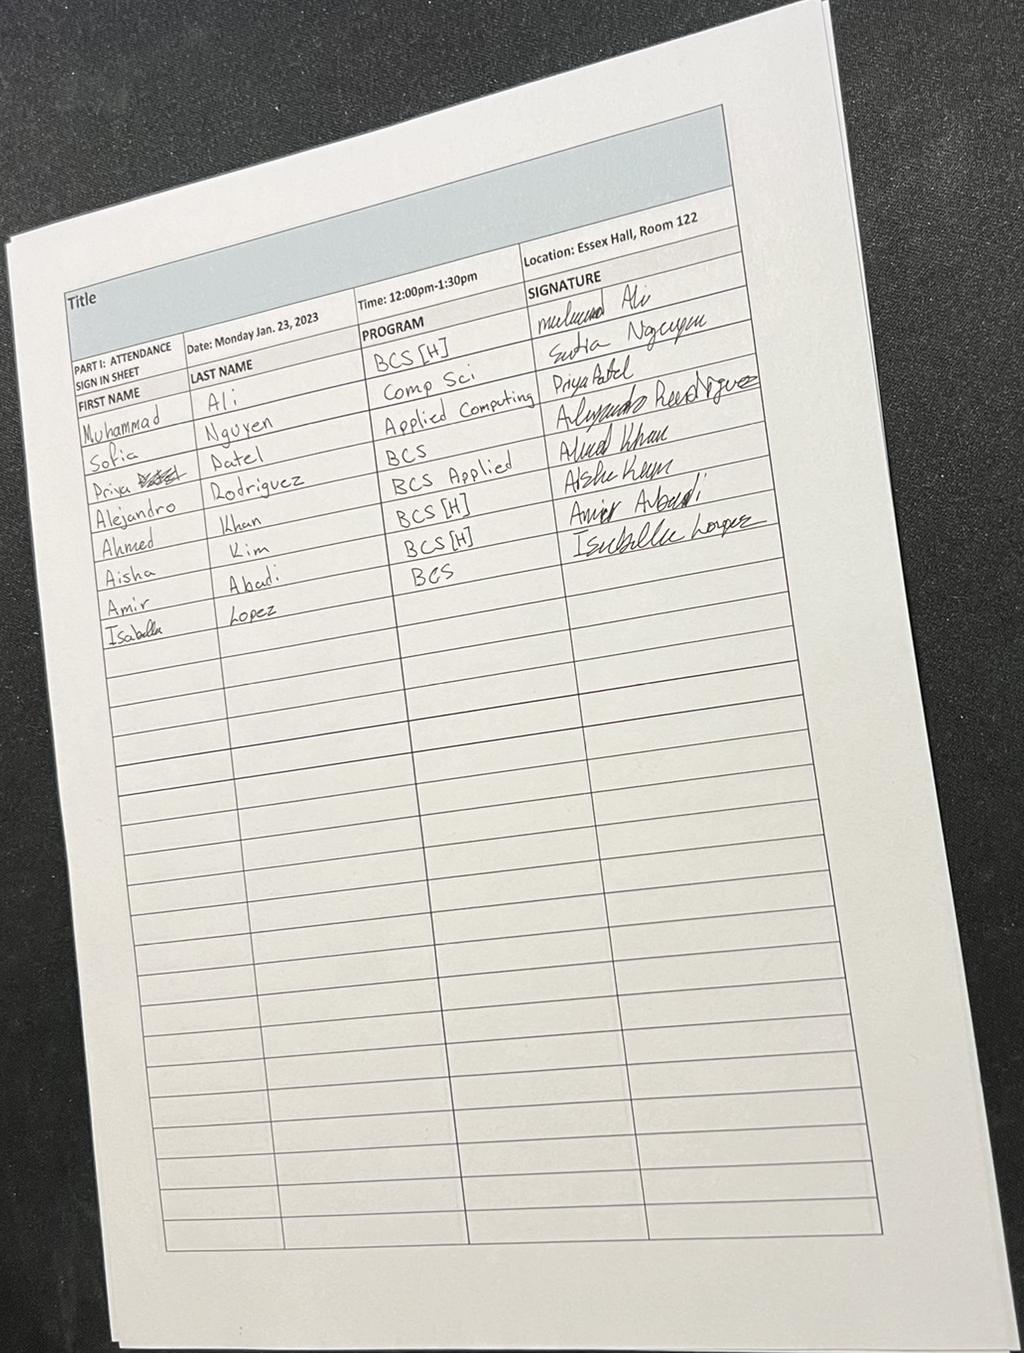 Title
PART I: ATTENDANCE SIGN IN SHEET Date: Monday Jan. 23, 2023 Time: 12:00pm-1:30pm Location: Essex Hall, Room 122
FIRST NAME LAST NAME PROGRAM SIGNATURE
Muhammad Ali BCS [H] Ali
Sofia Nguyen Comp Sci Sofia Nguyen
Priya Patel Applied Computing Priya Patel
Alejandro Rodriguez BCS Alejandro Rodriguez
Ahmed Khan BCS Applied Ahmed Khan
Aisha Kim BCS [H] Aisha Kim
Amir Abadi BCS [H] Amir Abadi
Isabella Lopez BCS Isabella Lopez